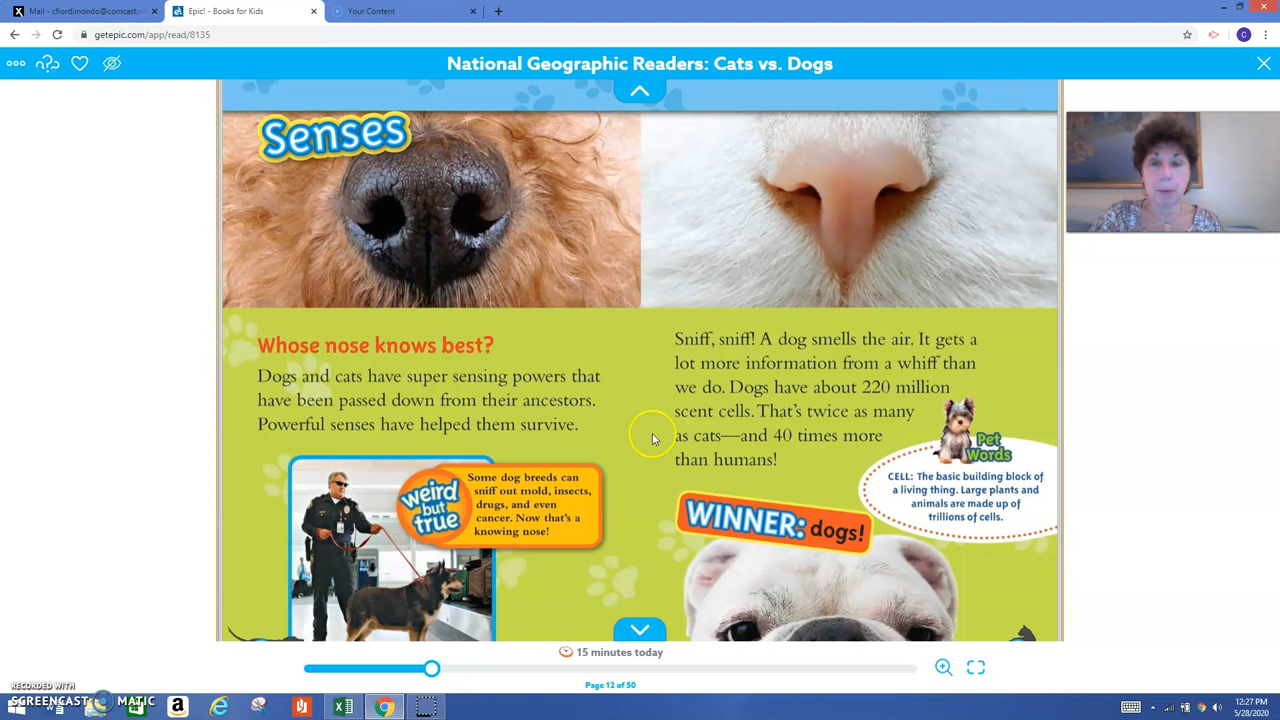 Mail - cfiordimondo@comcast.n
Epic! - Books for Kids
Your Content
getepic.com/app/read/8135
C
National Geographic Readers: Cats vs. Dogs
Senses
Whose nose knows best?
Dogs and cats have super sensing powers that
have been passed down from their ancestors.
Powerful senses have helped them survive.
weird
but
true
Some dog breeds can
sniff out mold, insects,
drugs, and even
cancer. Now that's a
knowing nose!
Sniff, sniff! A dog smells the air. It gets a
lot more information from a whiff than
we do. Dogs have about 220 million
scent cells. That's twice as many
as cats—and 40 times more
than humans!
Pet
Words
CELL: The basic building block of
a living thing. Large plants and
animals are made up of
trillions of cells.
WINNER: dogs!
15 minutes today
Page 12 of 50
RECORDED WITH
SCREENCAST MATIC
12:27 PM
5/28/2020